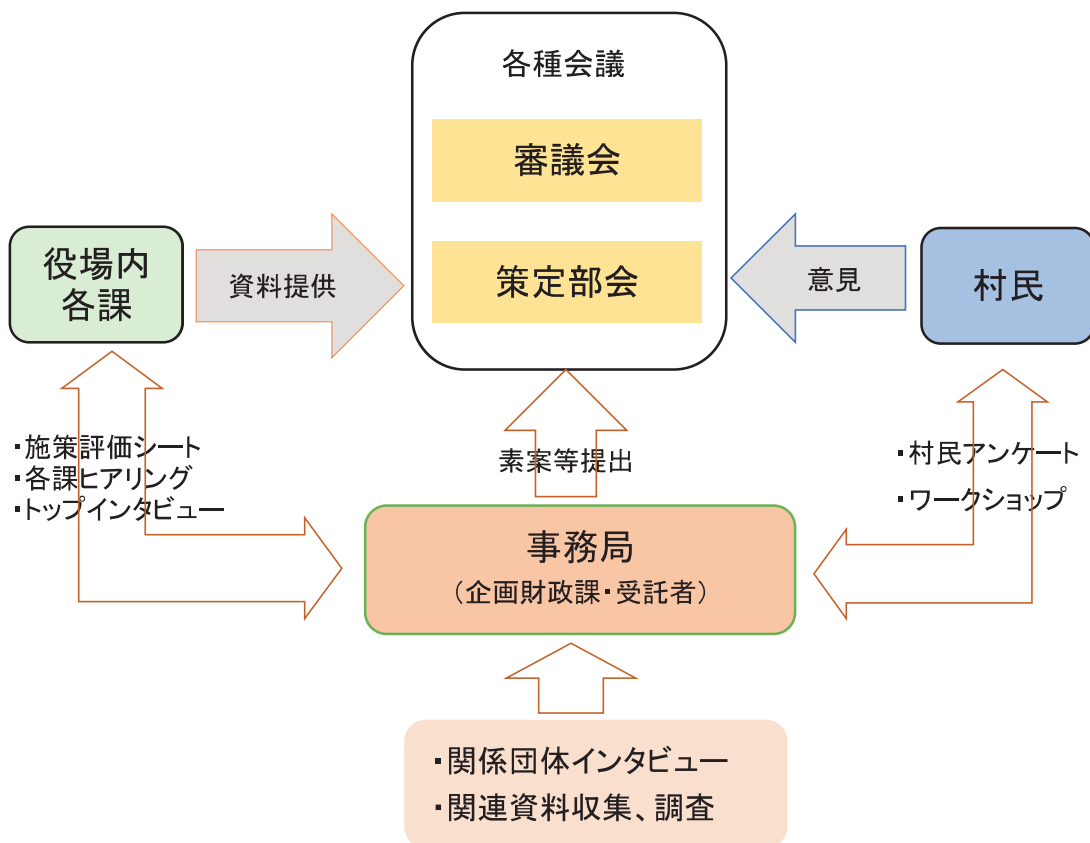 各種会議
審議会
策定部会
役場内
各課
資料提供
意見
村民
・施策評価シート
・各課ヒアリング
・トップインタビュー
素案等提出
・村民アンケート
・ワークショップ
事務局
（企画財政課・受託者）
・関係団体インタビュー
・関連資料収集、調査